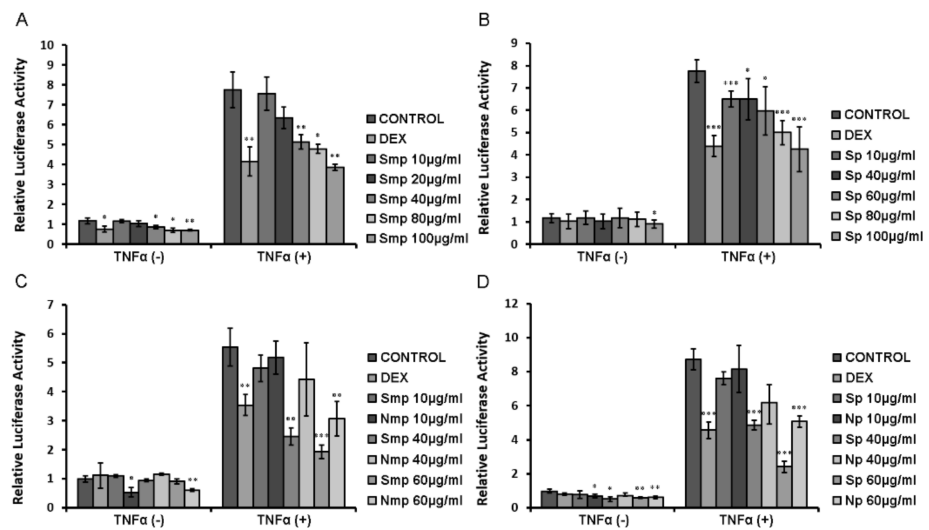 A
Relative Luciferase Activity
10
9
8
7
6
5
4
3
2
1
0
**
**
*
**
*
*
*
**
TNFα (-)
TNFα (+)
CONTROL
DEX
Smp 10µg/ml
Smp 20µg/ml
Smp 40µg/ml
Smp 80µg/ml
Smp 100µg/ml
B
Relative Luciferase Activity
9
8
7
6
5
4
3
2
1
0
***
***
*
*
***
***
*
TNFα (-)
TNFα (+)
CONTROL
DEX
Sp 10µg/ml
Sp 40µg/ml
Sp 60µg/ml
Sp 80µg/ml
Sp 100µg/ml
C
Relative Luciferase Activity
7
6
5
4
3
2
1
0
**
**
***
**
*
**
TNFα (-)
TNFα (+)
CONTROL
DEX
Smp 10µg/ml
Nmp 10µg/ml
Smp 40µg/ml
Nmp 40µg/ml
Smp 60µg/ml
Nmp 60µg/ml
D
Relative Luciferase Activity
12
10
8
6
4
2
0
***
***
***
***
*
*
**
**
TNFα (-)
TNFα (+)
CONTROL
DEX
Sp 10µg/ml
Np 10µg/ml
Sp 40µg/ml
Np 40µg/ml
Sp 60µg/ml
Np 60µg/ml